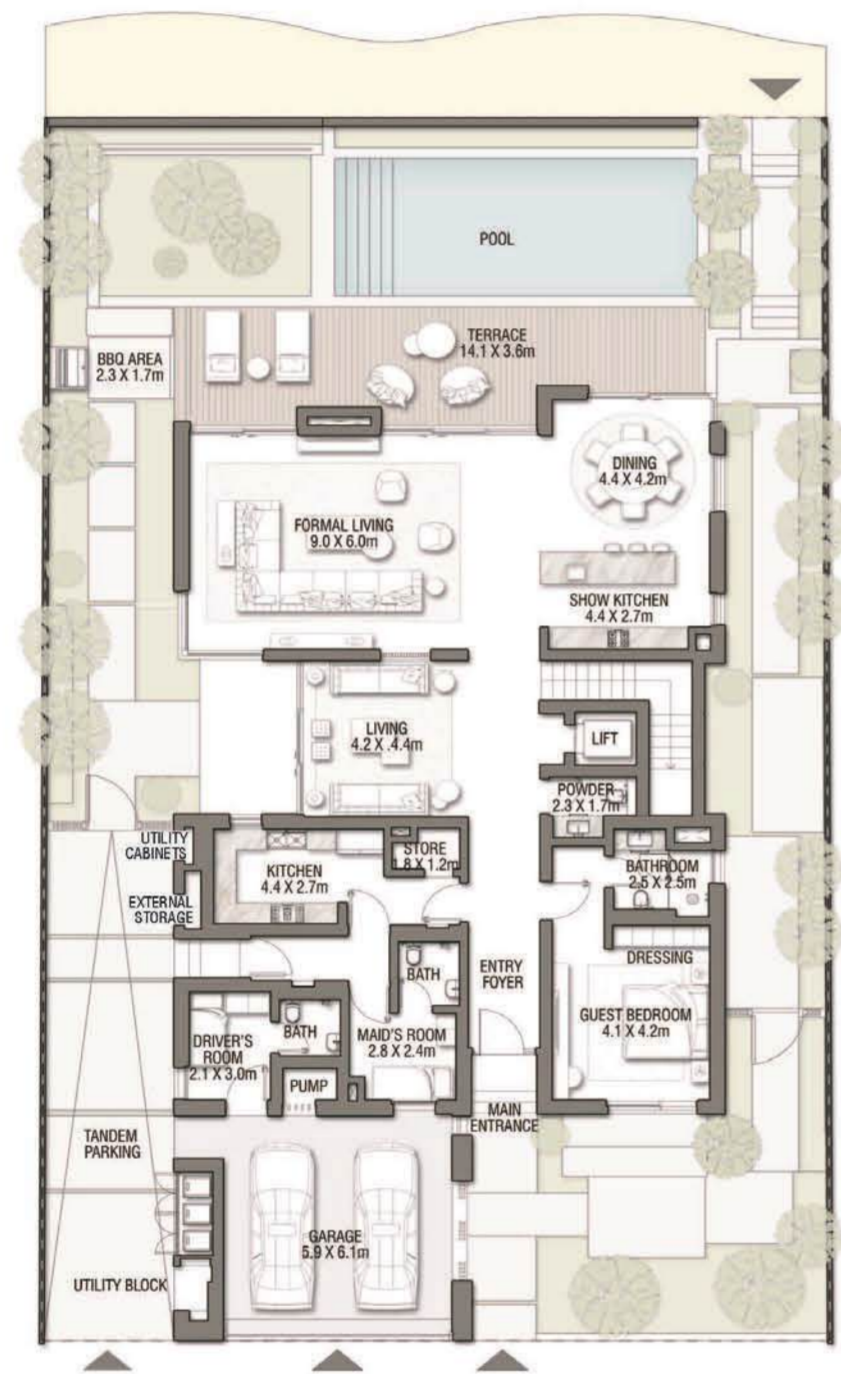 POOL
TERRACE
14.1 X 3.6m
BBQ AREA
2.3 X 1.7m
DINING
4.4 X 4.2m
FORMAL LIVING
9.0 X 6.0m
SHOW KITCHEN
4.4 X 2.7m
LIVING
4.2 X .4.4m
LIFT
POWDER
2.3 X 1.7m
UTILITY
CABINETS
STORE
1.8 X 1.2m
KITCHEN
4.4 X 2.7m
BATHROOM
2.5 X 2.5m
EXTERNAL
STORAGE
DRESSING
BATH
ENTRY
FOYER
GUEST BEDROOM
4.1 X 4.2m
DRIVER'S
ROOM
2.1 X 3.0m
BATH
MAID'S ROOM
2.8 X 2.4m
PUMP
MAIN
ENTRANCE
TANDEM
PARKING
GARAGE
5.9 X 6.1m
UTILITY BLOCK